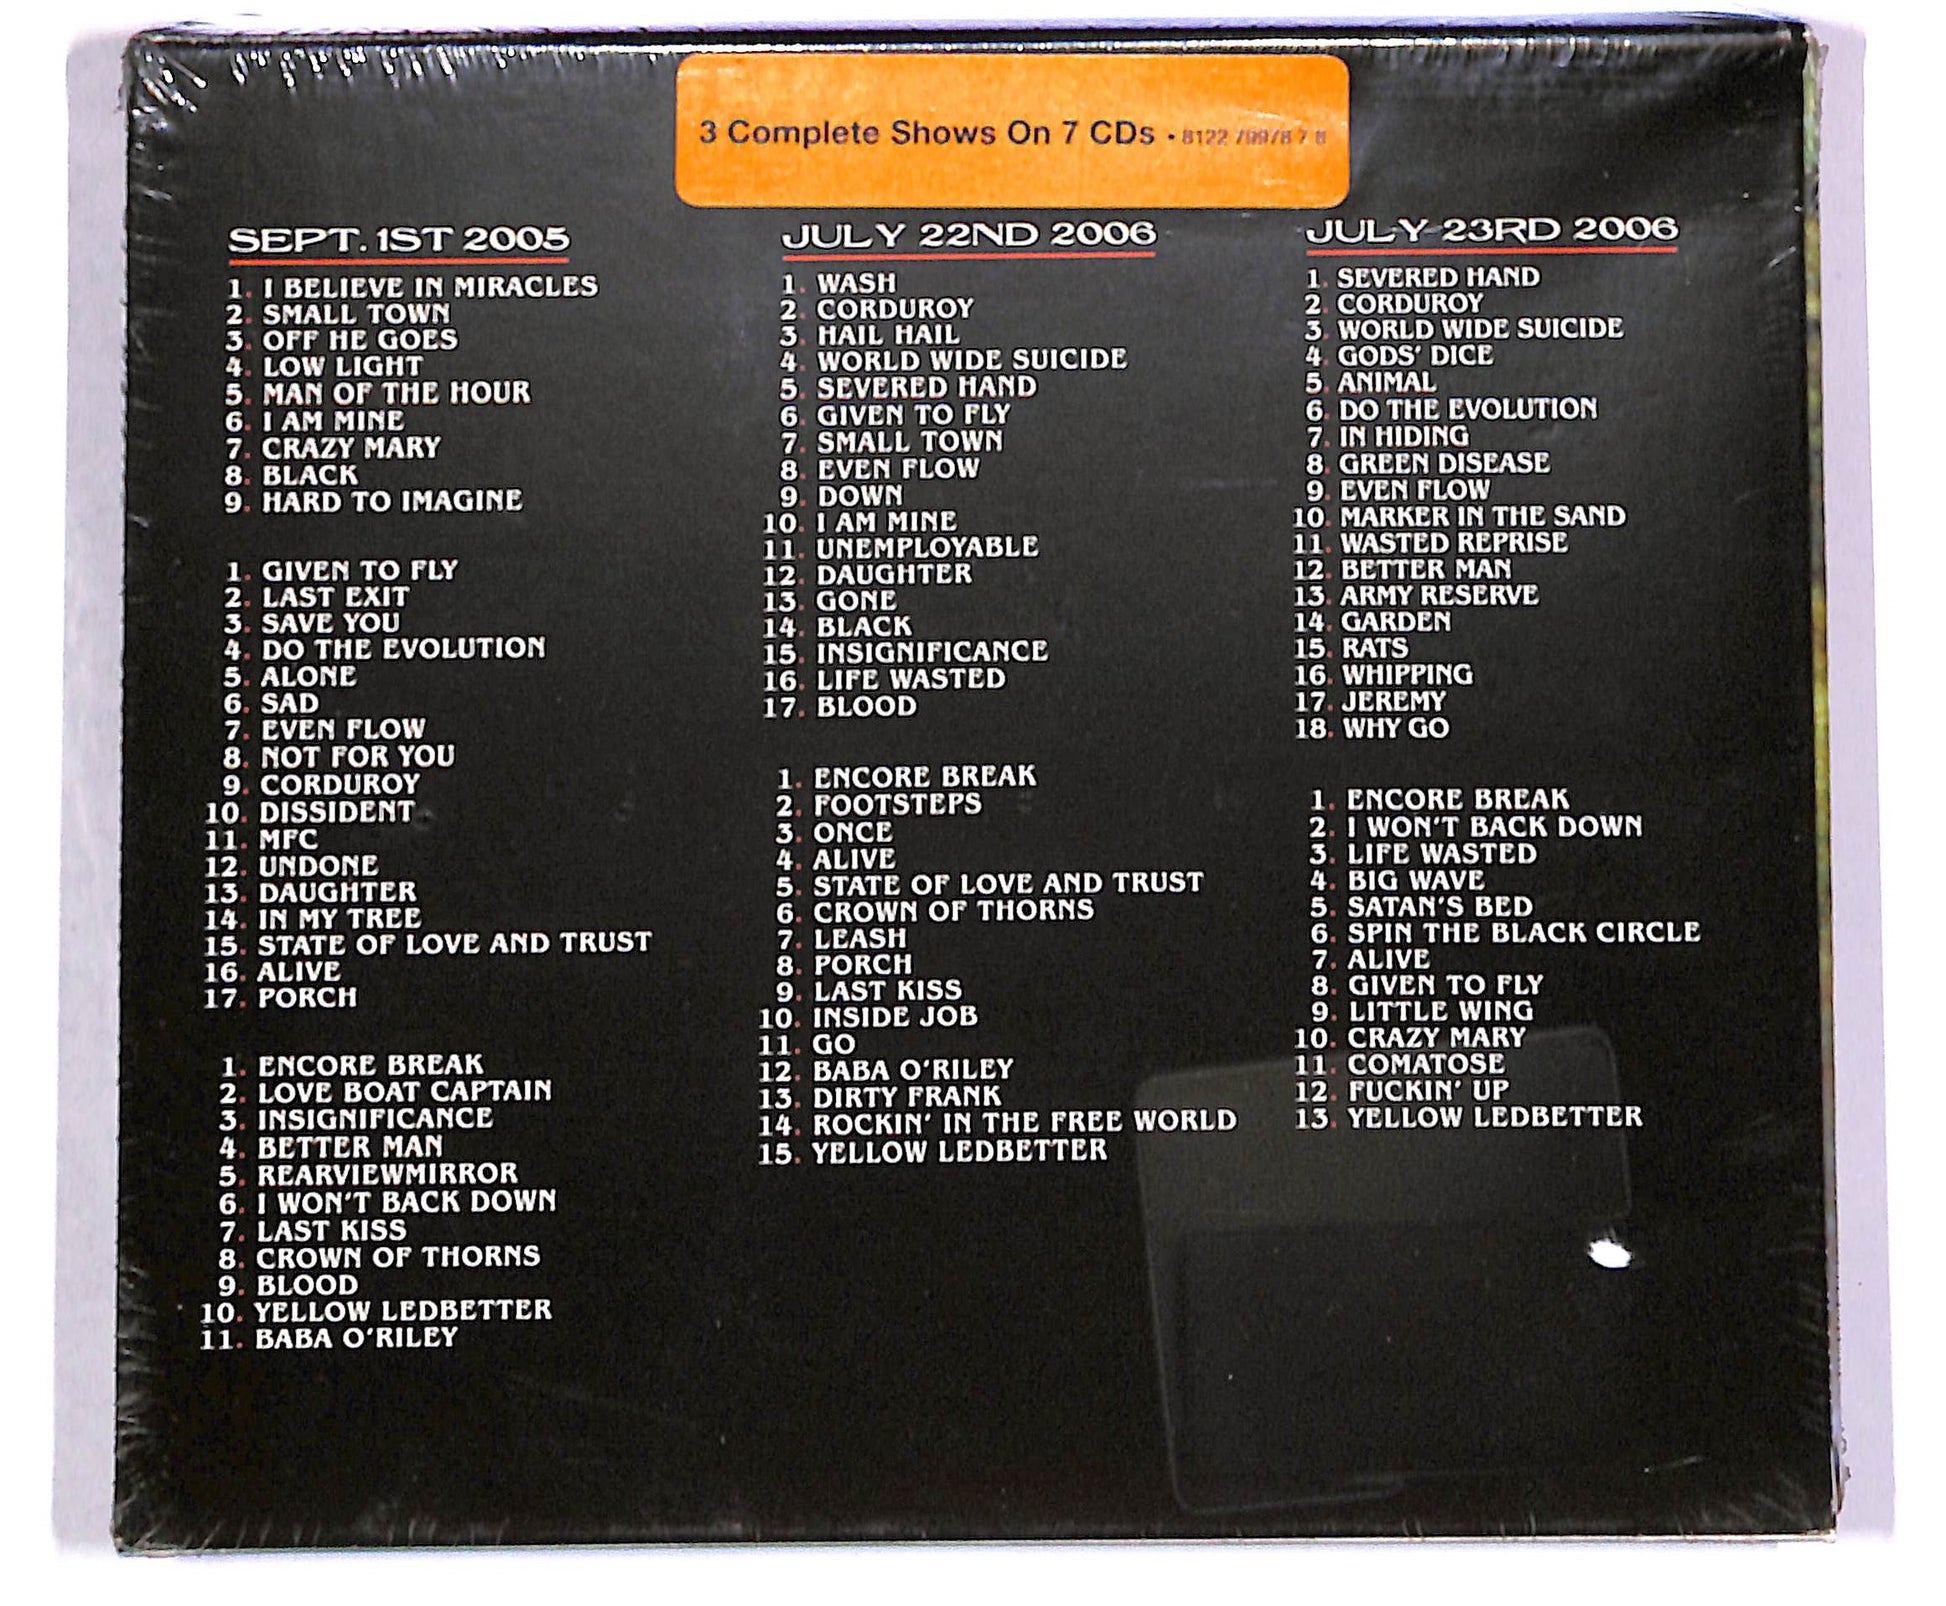 3 Complete Shows On 7 CDs •
SEPT. 1ST 2005
1. I BELIEVE IN MIRACLES
2. SMALL TOWN
3. OFF HE GOES
4. LOW LIGHT
5. MAN OF THE HOUR
6. I AM MINE
7. CRAZY MARY
8. BLACK
9. HARD TO IMAGINE
1. GIVEN TO FLY
2. LAST EXIT
3. SAVE YOU
4. DO THE EVOLUTION
5. ALONE
6. SAD
7. EVEN FLOW
8. NOT FOR YOU
9. CORDUROY
10. DISSIDENT
11. MFC
12. UNDONE
13. DAUGHTER
14. IN MY TREE
15. STATE OF LOVE AND TRUST
16. ALIVE
17. PORCH
1. ENCORE BREAK
2. LOVE BOAT CAPTAIN
3. INSIGNIFICANCE
4. BETTER MAN
5. REARVIEWMIRROR
6. I WON'T BACK DOWN
7. LAST KISS
8. CROWN OF THORNS
9. BLOOD
10. YELLOW LEDBETTER
11. BABA O'RILEY
JULY 22ND 2006
1. WASH
2. CORDUROY
3. HAIL HAIL
4. WORLD WIDE SUICIDE
5. SEVERED HAND
6. GIVEN TO FLY
7. SMALL TOWN
8. EVEN FLOW
9. DOWN
10. I AM MINE
11. UNEMPLOYABLE
12. DAUGHTER
13. GONE
14. BLACK
15. INSIGNIFICANCE
16. LIFE WASTED
17. BLOOD
1. ENCORE BREAK
2. FOOTSTEPS
3. ONCE
4. ALIVE
5. STATE OF LOVE AND TRUST
6. CROWN OF THORNS
7. LEASH
8. PORCH
9. LAST KISS
10. INSIDE JOB
11. GO
12. BABA O'RILEY
13. DIRTY FRANK
14. ROCKIN' IN THE FREE WORLD
15. YELLOW LEDBETTER
JULY 23RD 2006
1. SEVERED HAND
2. CORDUROY
3. WORLD WIDE SUICIDE
4. GODS' DICE
5. ANIMAL
6. DO THE EVOLUTION
7. IN HIDING
8. GREEN DISEASE
9. EVEN FLOW
10. MARKER IN THE SAND
11. WASTED REPRISE
12. BETTER MAN
13. ARMY RESERVE
14. GARDEN
15. RATS
16. WHIPPING
17. JEREMY
18. WHY GO
1. ENCORE BREAK
2. I WON'T BACK DOWN
3. LIFE WASTED
4. BIG WAVE
5. SATAN'S BED
6. SPIN THE BLACK CIRCLE
7. ALIVE
8. GIVEN TO FLY
9. LITTLE WING
10. CRAZY MARY
11. COMATOSE
12. FUCKIN' UP
13. YELLOW LEDBETTER